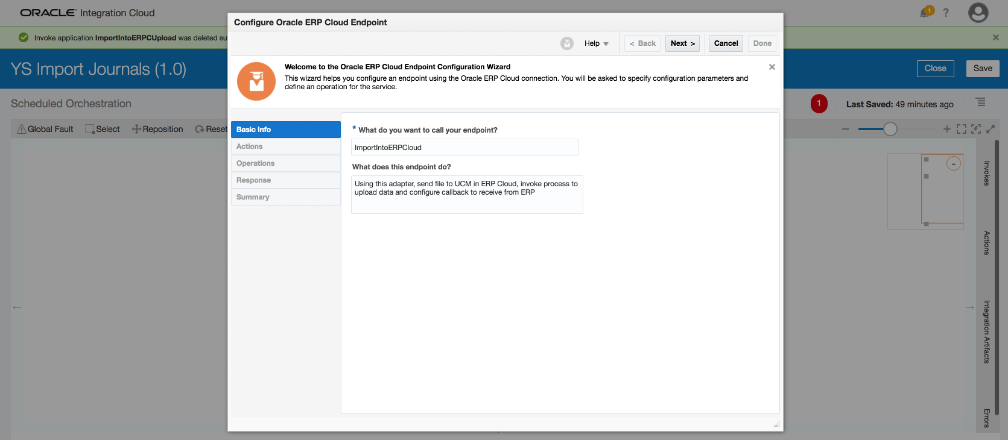 ORACLE Integration Cloud
1
?
Invoke application ImportIntoERPCUpload was deleted su
YS Import Journals (1.0)
Close
Save
Scheduled Orchestration
1
Last Saved: 49 minutes ago
Global Fault
Select
Reposition
Reset
Configure Oracle ERP Cloud Endpoint
Help
< Back
Next >
Cancel
Done
Welcome to the Oracle ERP Cloud Endpoint Configuration Wizard
This wizard helps you configure an endpoint using the Oracle ERP Cloud connection. You will be asked to specify configuration parameters and
define an operation for the service.
Basic Info
Actions
Operations
Response
Summary
* What do you want to call your endpoint?
ImportIntoERPCloud
What does this endpoint do?
Using this adapter, send file to UCM in ERP Cloud, invoke process to
upload data and configure callback to receive from ERP
Invokes
Actions
Integration Artifacts
Errors